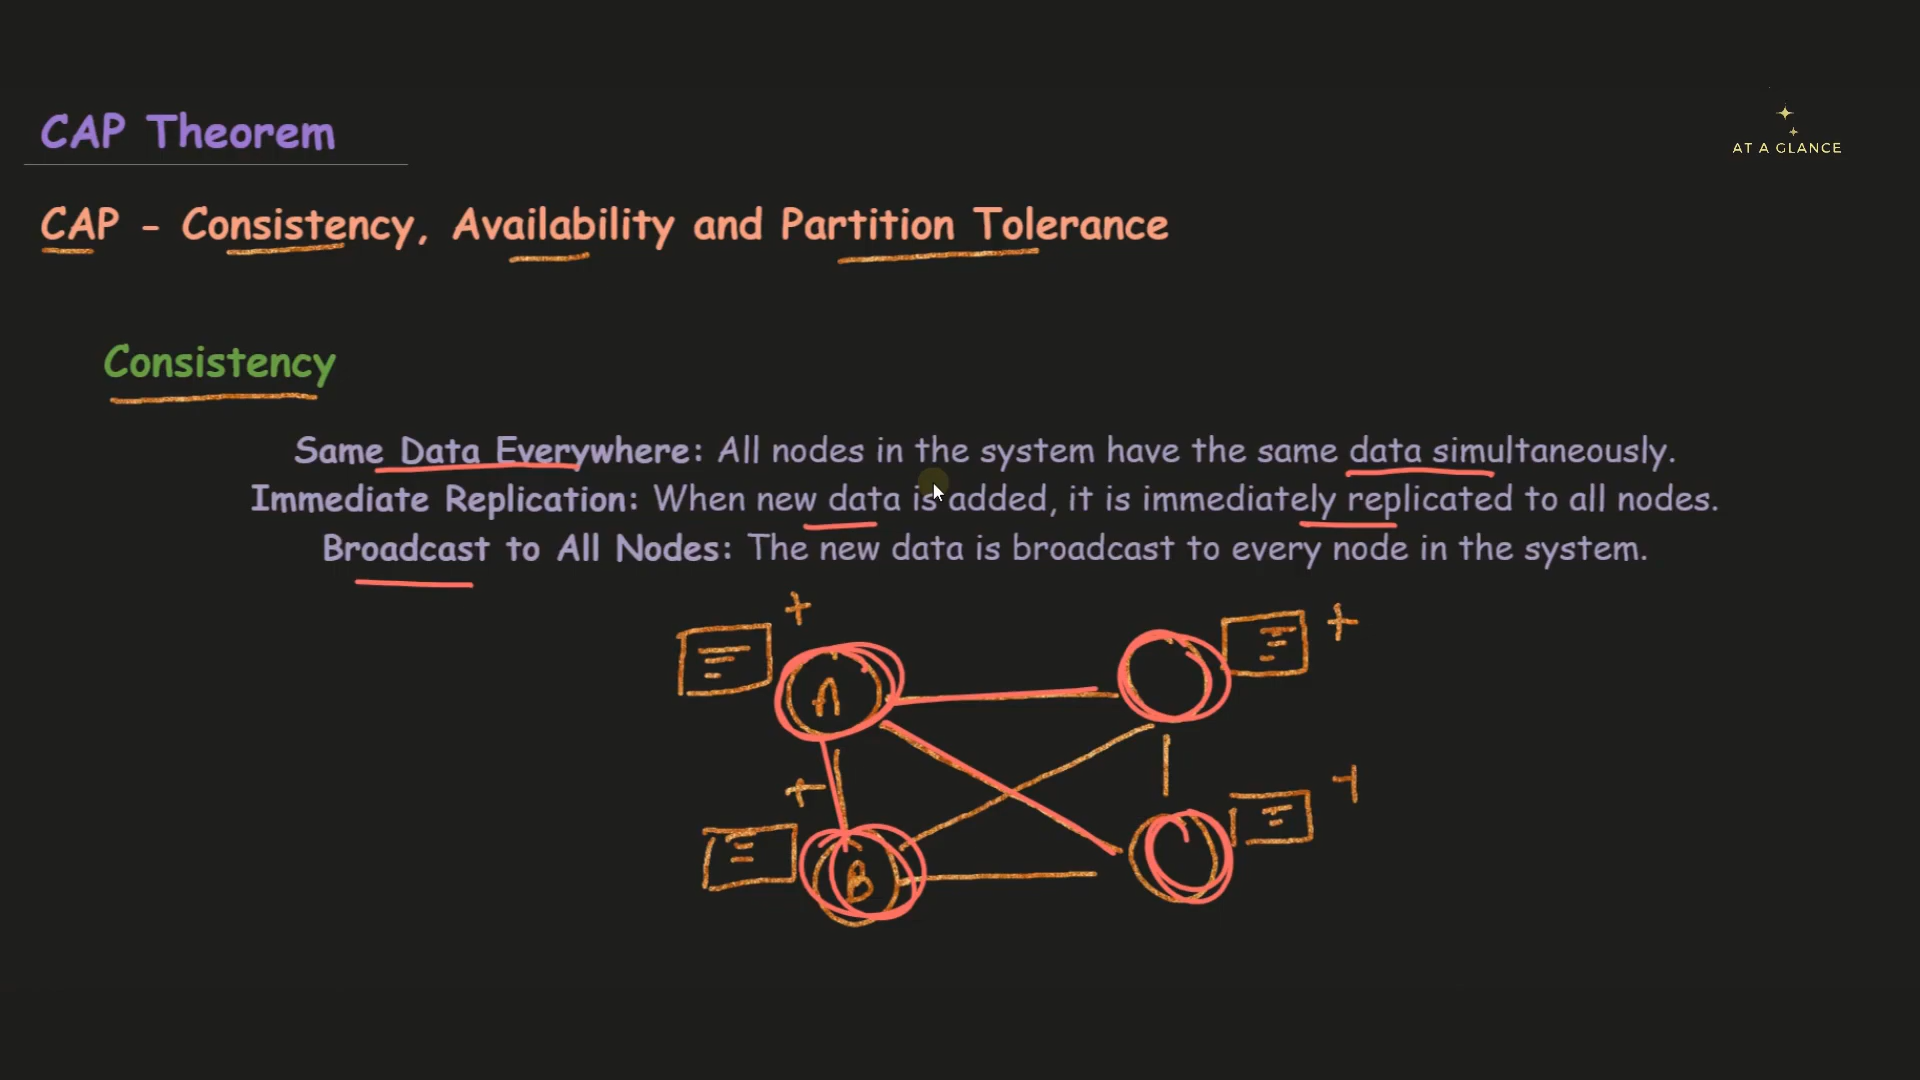 CAP Theorem
AT A GLANCE
CAP - Consistency, Availability and Partition Tolerance
Consistency
Same Data Everywhere: All nodes in the system have the same data simultaneously.
Immediate Replication: When new data is added, it is immediately replicated to all nodes.
Broadcast to All Nodes: The new data is broadcast to every node in the system.
+
+
A
+
B